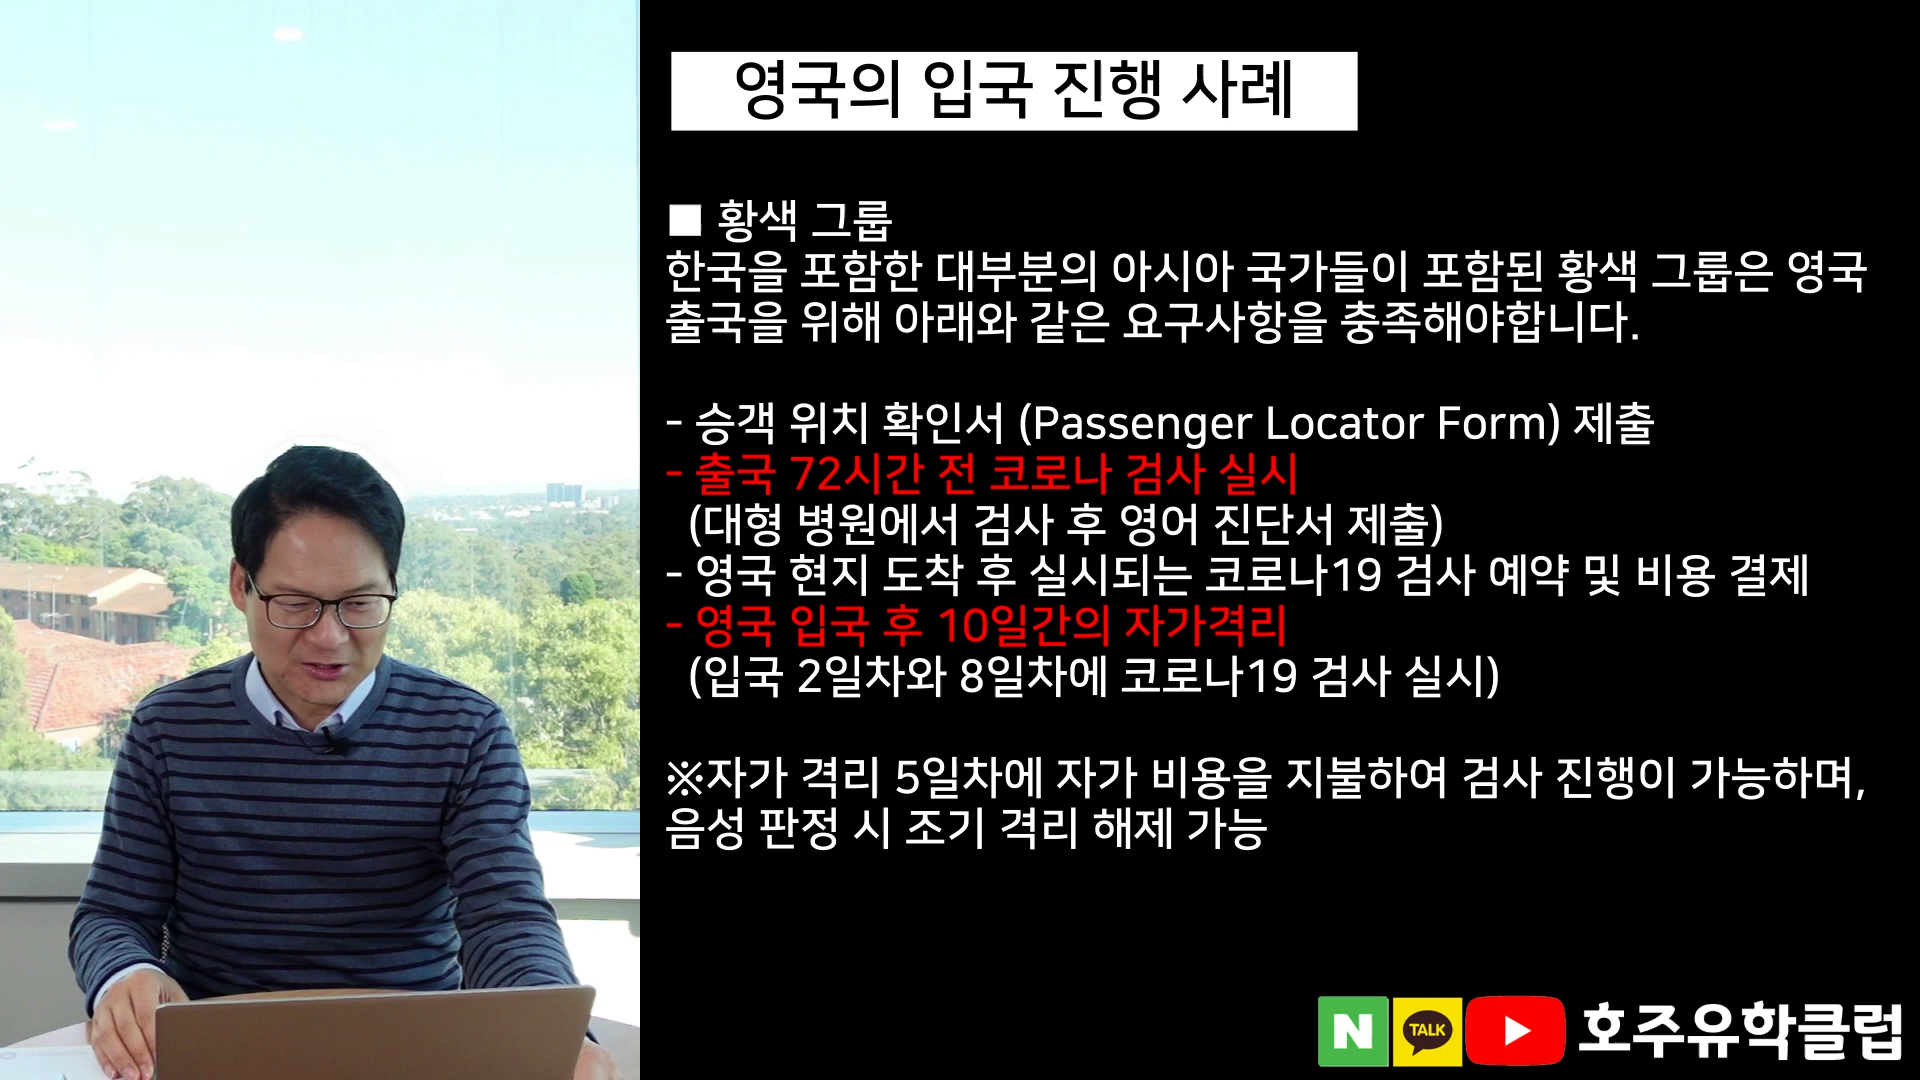 영국의 입국 진행 사례
■ 황색 그룹
한국을 포함한 대부분의 아시아 국가들이 포함된 황색 그룹은 영국
출국을 위해 아래와 같은 요구사항을 충족해야합니다.
- 승객 위치 확인서 (Passenger Locator Form) 제출
- 출국 72시간 전 코로나 검사 실시
(대형 병원에서 검사 후 영어 진단서 제출)
- 영국 현지 도착 후 실시되는 코로나19 검사 예약 및 비용 결제
- 영국 입국 후 10일간의 자가격리
(입국 2일차와 8일차에 코로나19 검사 실시)
※자가 격리 5일차에 자가 비용을 지불하여 검사 진행이 가능하며,
음성 판정 시 조기 격리 해제 가능
N TALK 호주유학클럽